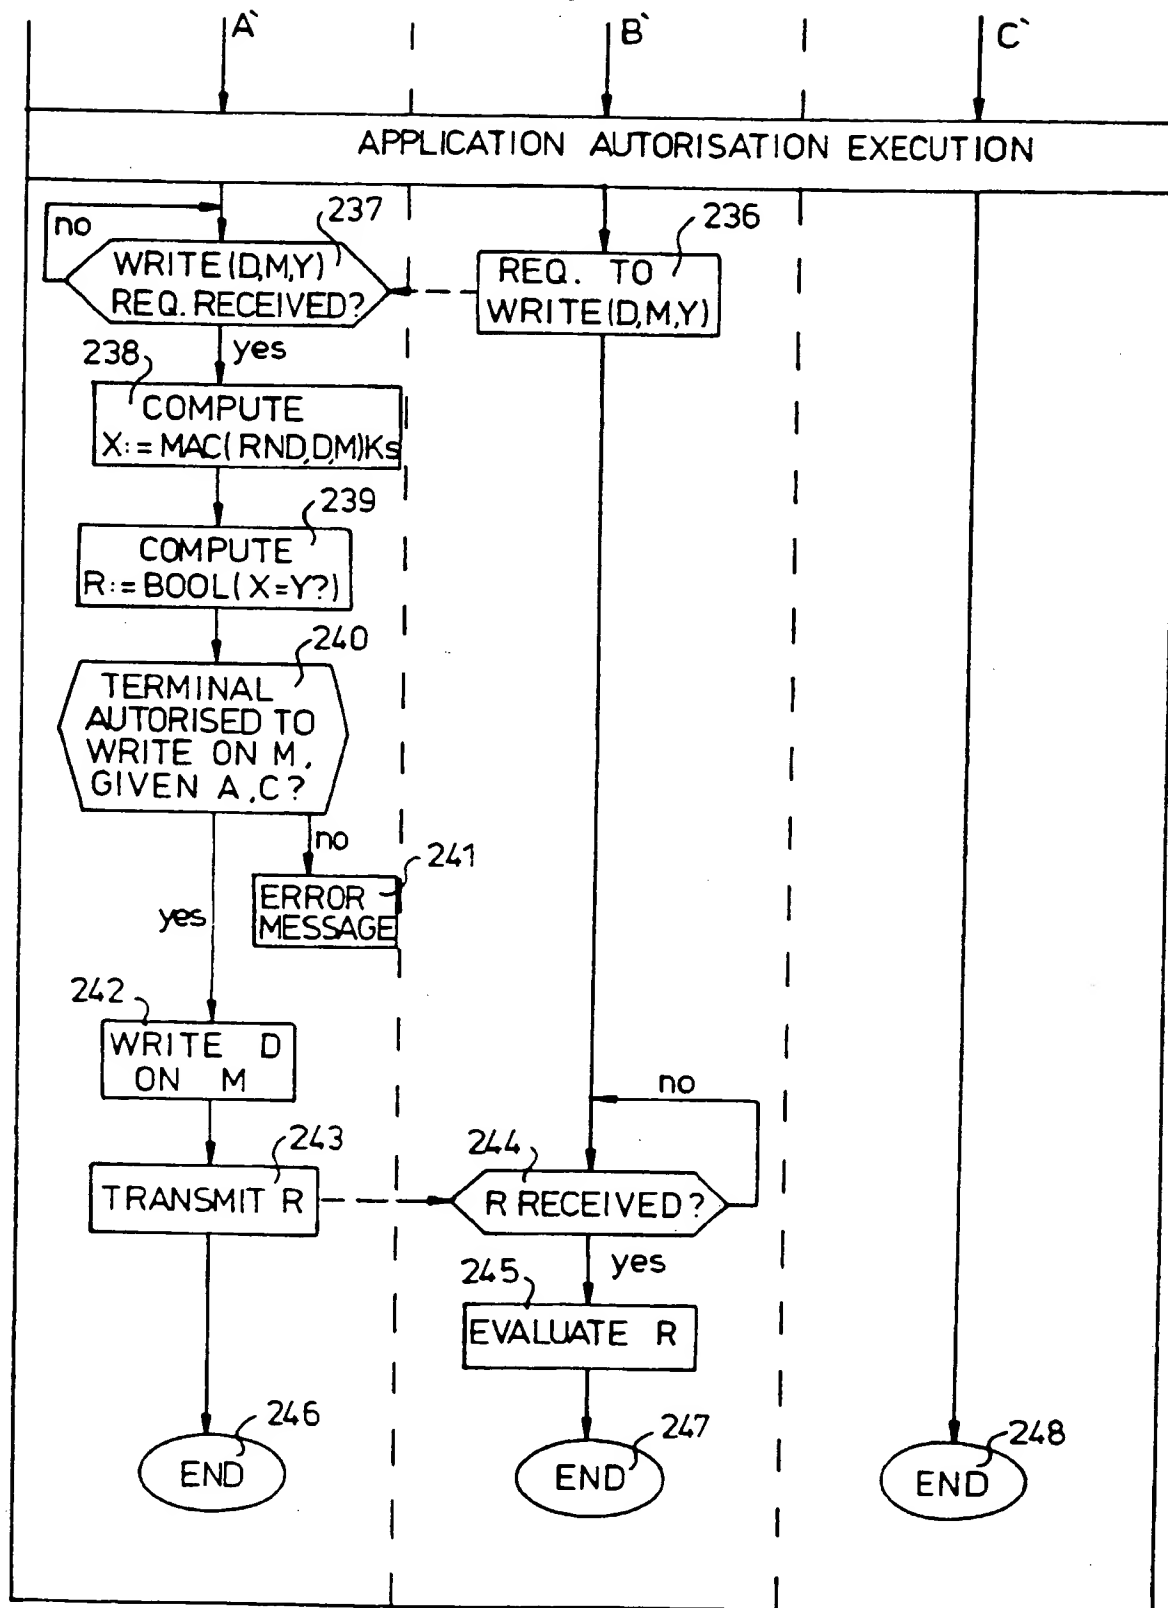 A` B` C`
APPLICATION AUTORISATION EXECUTION
no
237
236
WRITE(D,M,Y)
REQ. RECEIVED?
REQ. TO
WRITE(D,M,Y)
yes
238
COMPUTE
X:=MAC(RND,D,M)Ks
239
COMPUTE
R:=BOOL(X=Y?)
240
TERMINAL
AUTORISED TO
WRITE ON M,
GIVEN A,C?
no
241
ERROR
MESSAGE
yes
242
WRITE D
ON M
no
243
244
TRANSMIT R
R RECEIVED?
yes
245
EVALUATE R
246
247
248
END
END
END